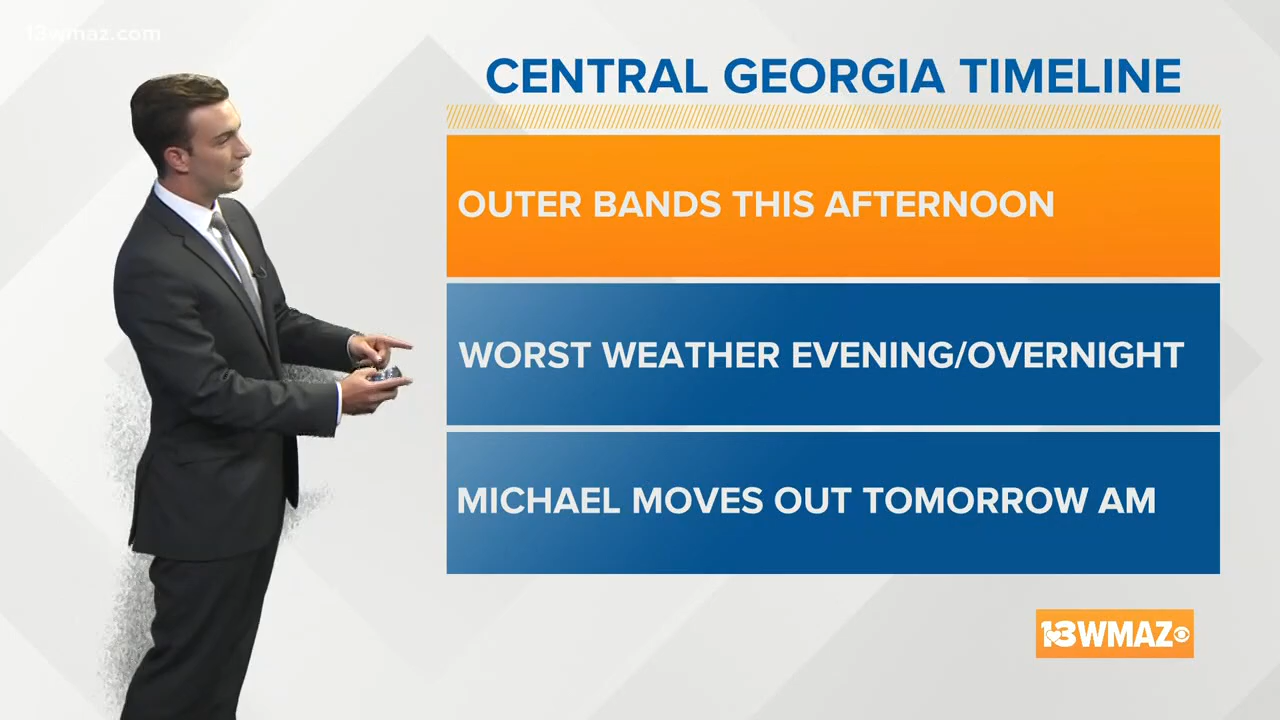 13wmaz.com
CENTRAL GEORGIA TIMELINE
OUTER BANDS THIS AFTERNOON
WORST WEATHER EVENING/OVERNIGHT
MICHAEL MOVES OUT TOMORROW AM
13WMAZ